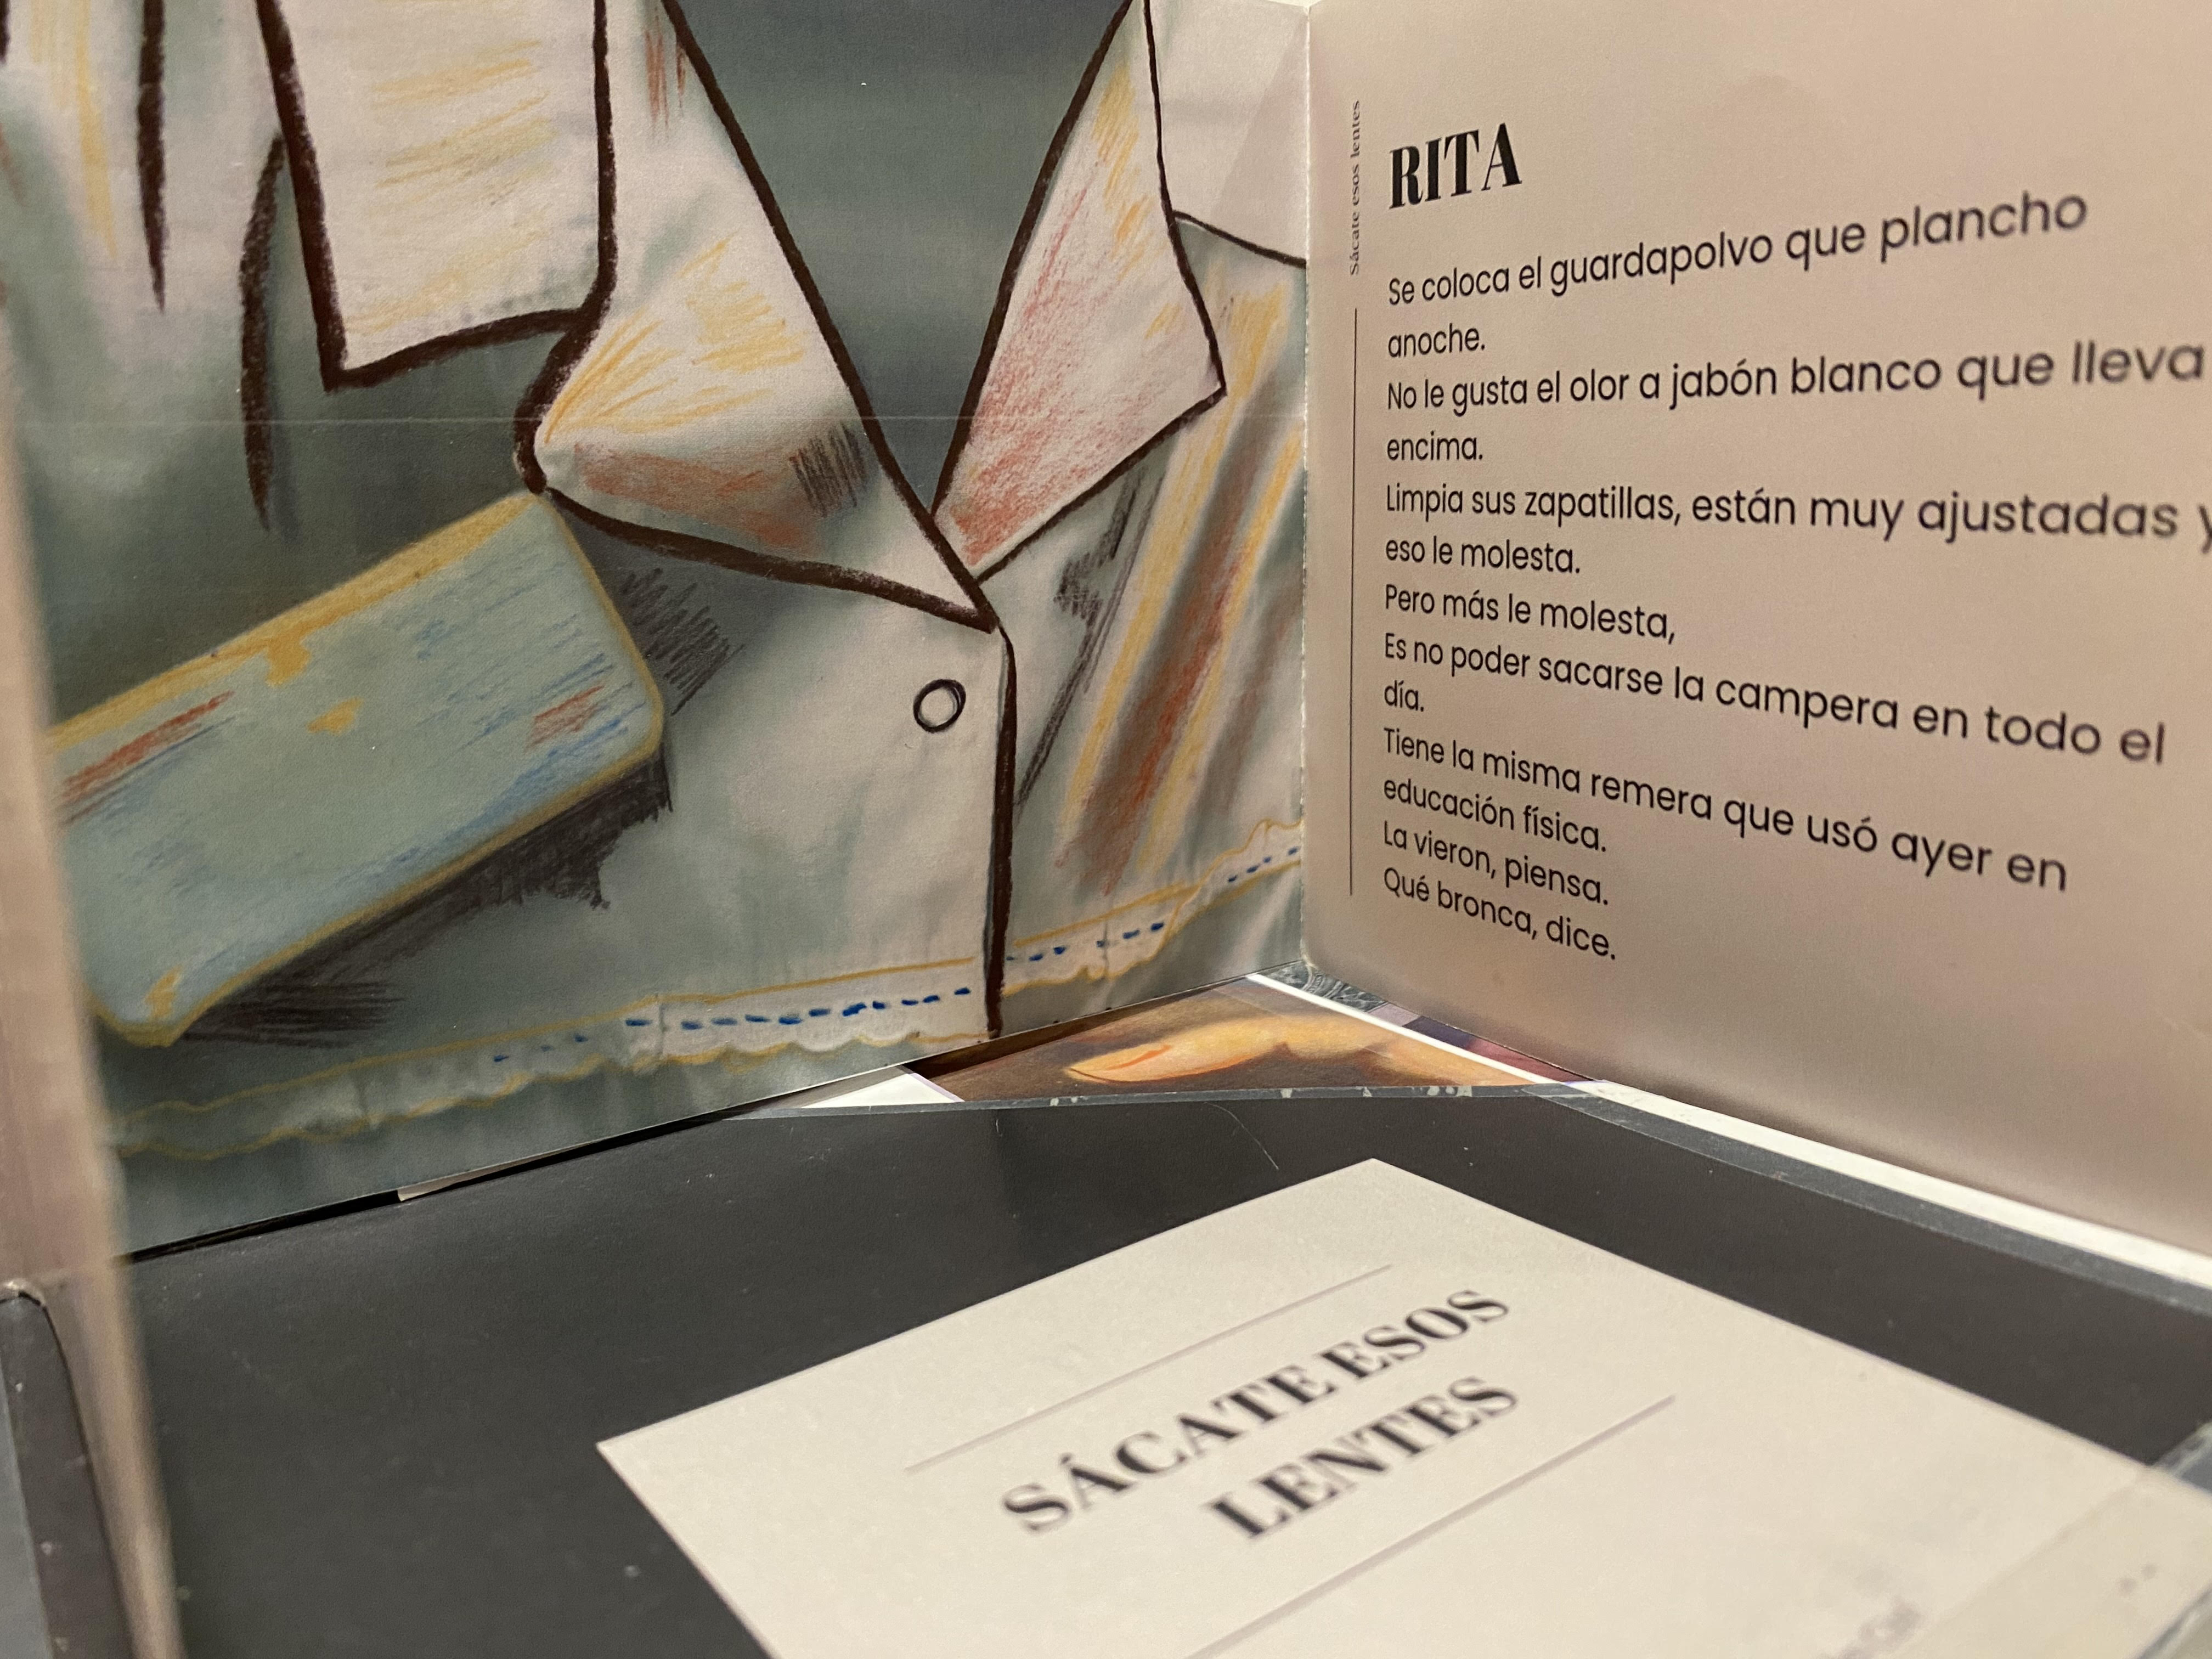 Sácate esos lentes
RITA
Se coloca el guardapolvo que plancho
anoche.
No le gusta el olor a jabón blanco que lleva
encima.
Limpia sus zapatillas, están muy ajustadas y
eso le molesta.
Pero más le molesta,
Es no poder sacarse la campera en todo el
día.
Tiene la misma remera que usó ayer en
educación física.
La vieron, piensa.
Qué bronca, dice.
SÁCATE ESOS
LENTES